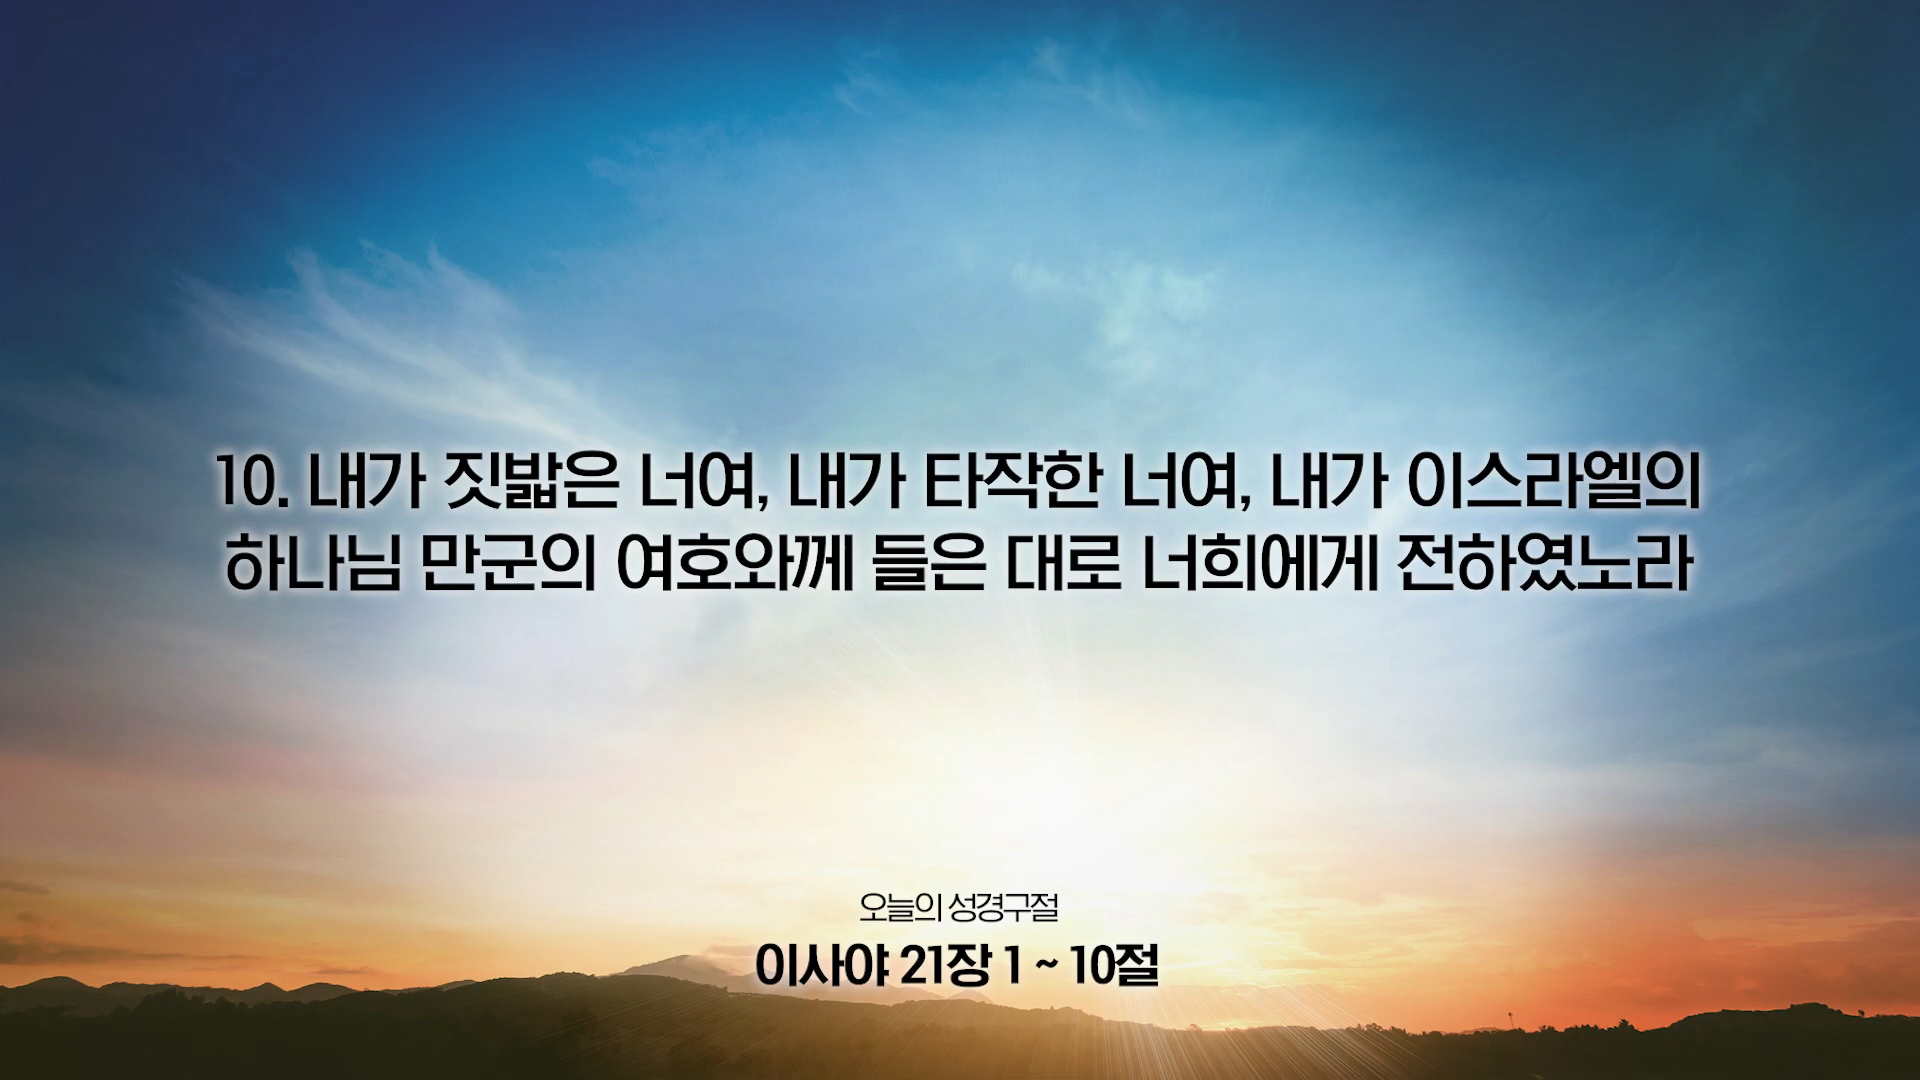 10. 내가 짓밟은 너여, 내가 타작한 너여, 내가 이스라엘의
하나님 만군의 여호와께 들은 대로 너희에게 전하였노라
오늘의 성경구절
이사야 21장 1 ~ 10절